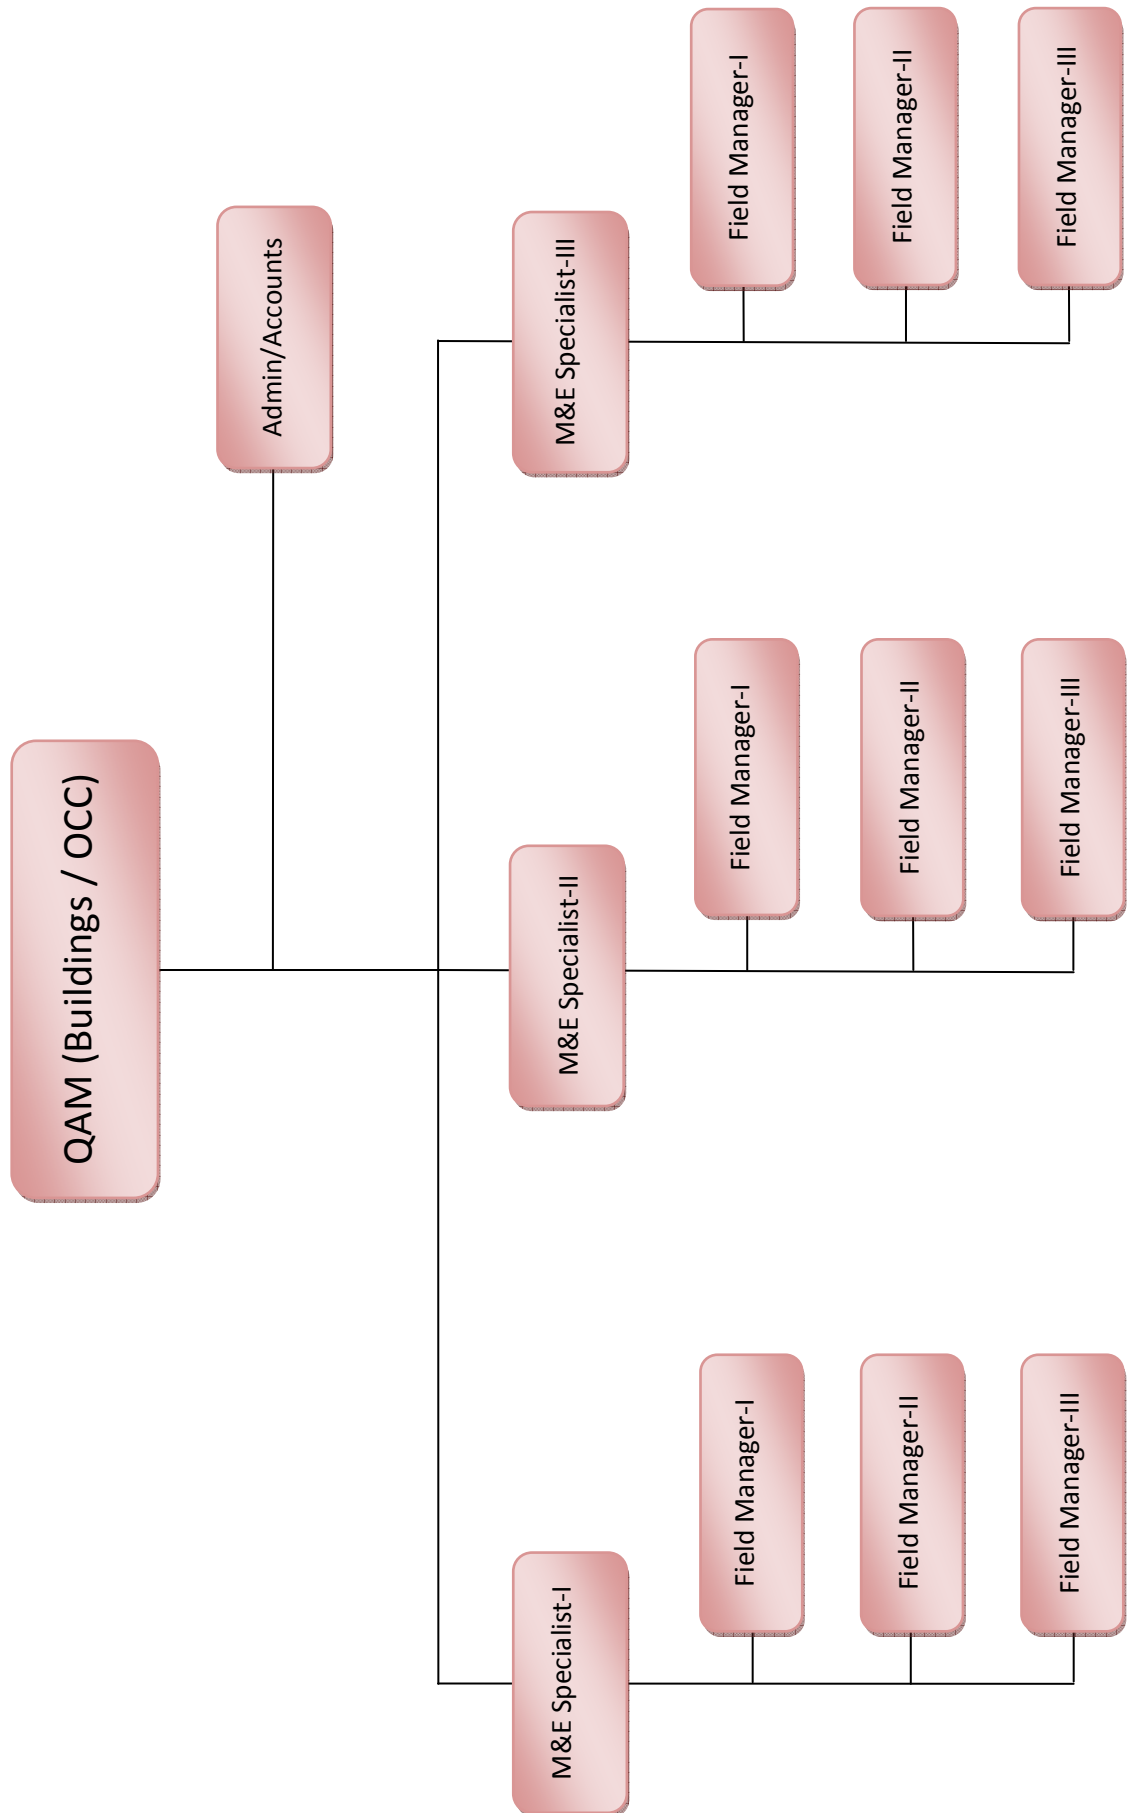 QAM (Buildings / OCC)
Admin/Accounts
M&E Specialist-I
M&E Specialist-II
M&E Specialist-III
Field Manager-I
Field Manager-I
Field Manager-I
Field Manager-II
Field Manager-II
Field Manager-II
Field Manager-III
Field Manager-III
Field Manager-III